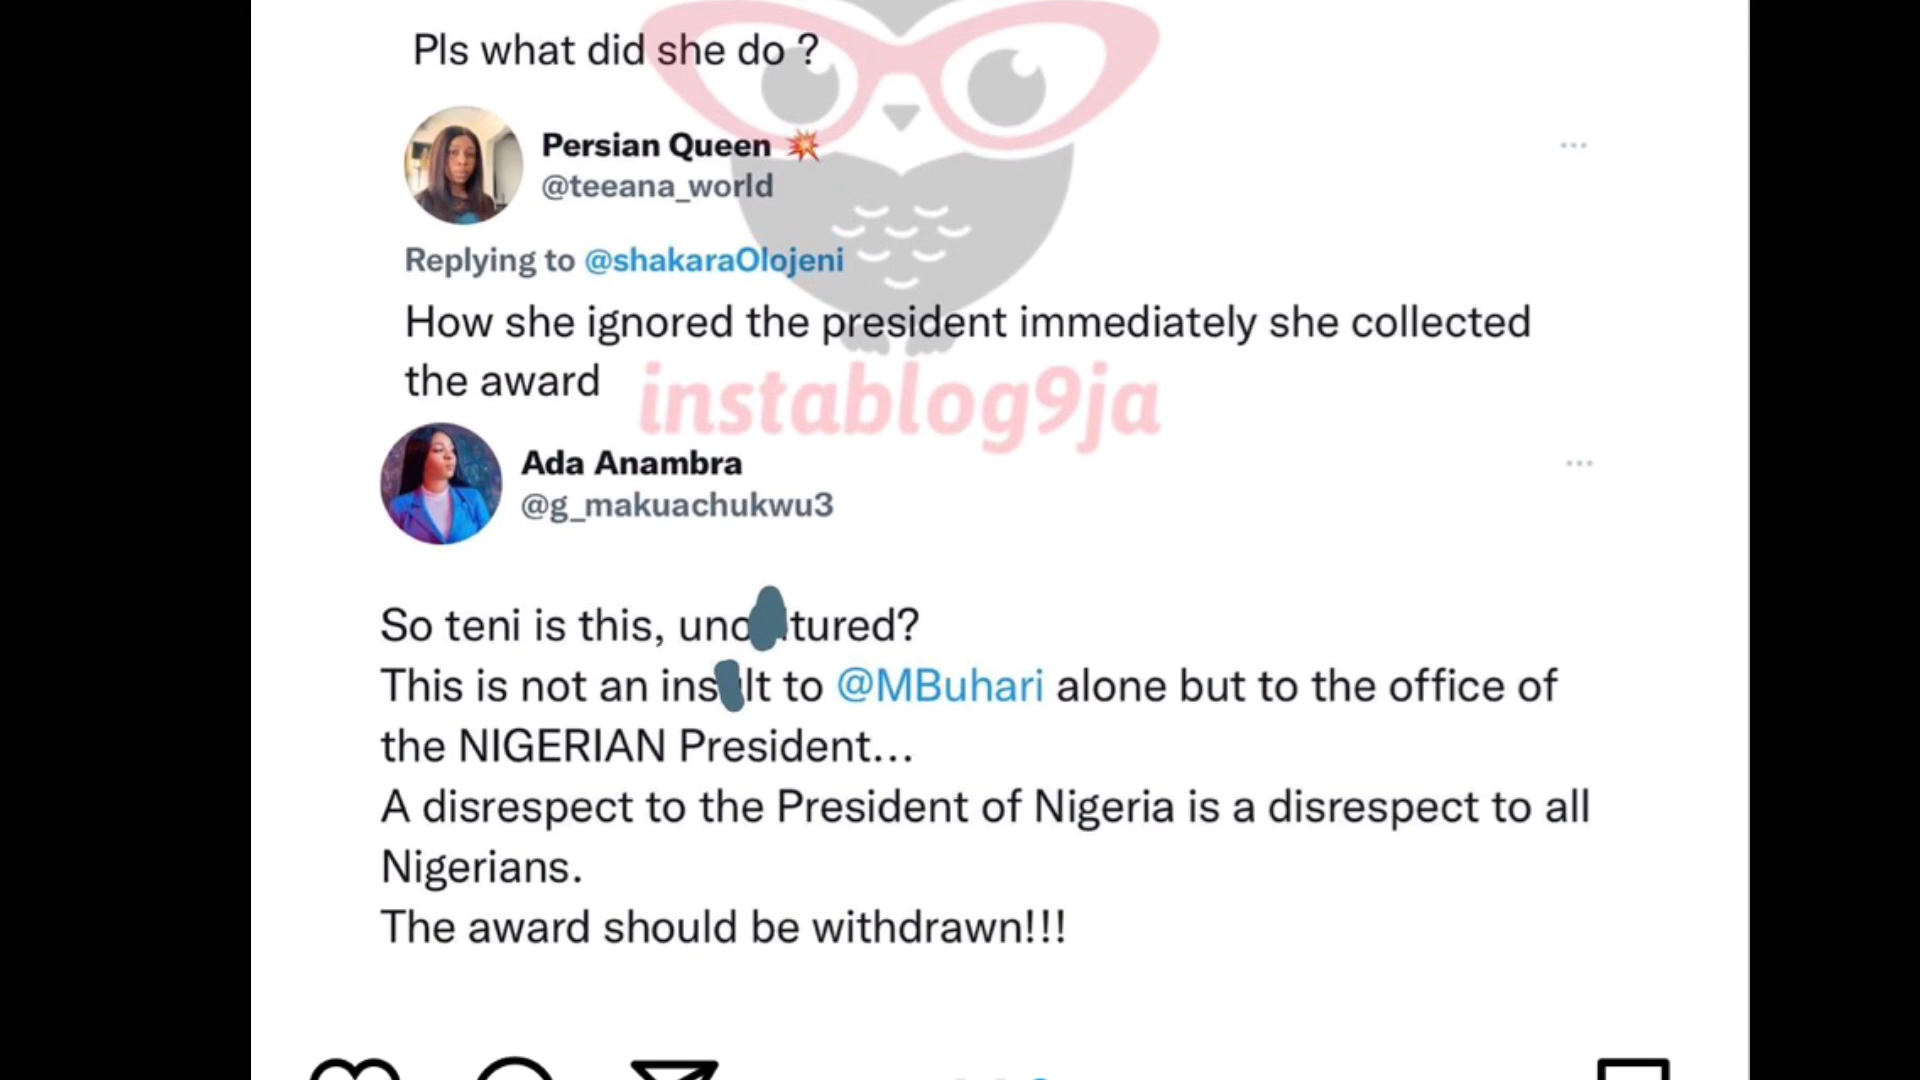 Pls what did she do ?
Persian Queen 💥
@teeana_world
Replying to @shakaraOlojeni
How she ignored the president immediately she collected
the award
instablog9ja
Ada Anambra
@g_makuachukwu3
So teni is this, unc tured?
This is not an ins lt to @MBuhari alone but to the office of
the NIGERIAN President...
A disrespect to the President of Nigeria is a disrespect to all
Nigerians.
The award should be withdrawn!!!